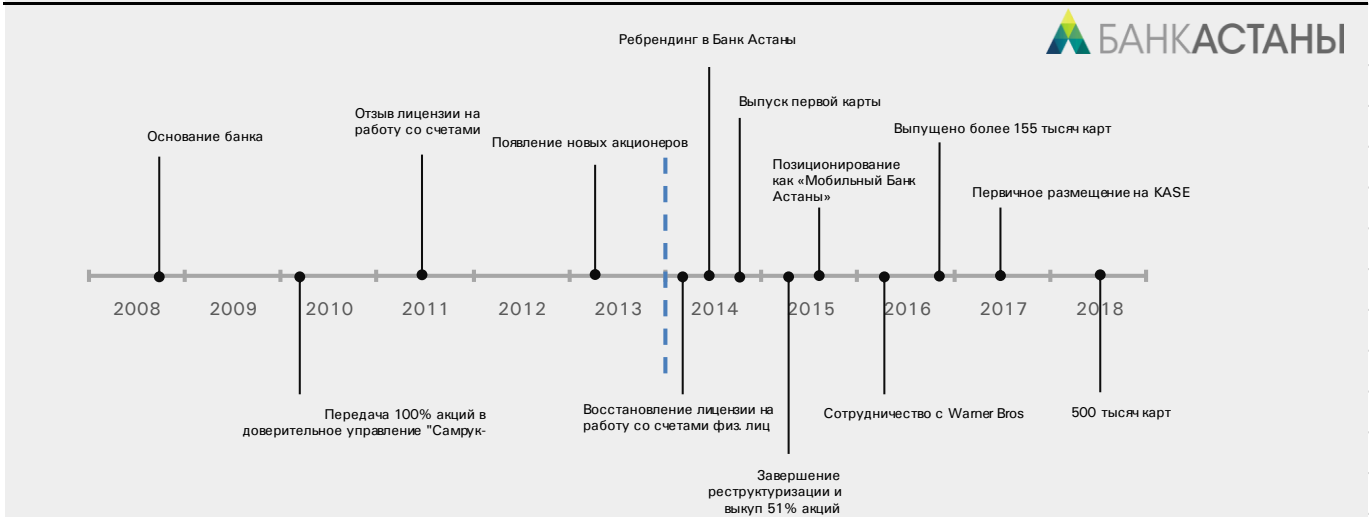 БАНКАСТАНЫ
Ребрендинг в Банк Астаны
Выпуск первой карты
Отзыв лицензии на
работу со счетами
Выпущено более 155 тысяч карт
Основание банка
Появление новых акционеров
Позиционирование
как «Мобильный Банк
Астаны»
Первичное размещение на KASE
2008 2009 2010 2011 2012 2013 2014 2015 2016 2017 2018
Передача 100% акций в
доверительное управление "Самрук-
Восстановление лицензии на
работу со счетами физ. лиц
Сотрудничество с Warner Bros
500 тысяч карт
Завершение
реструктуризации и
выкуп 51% акций